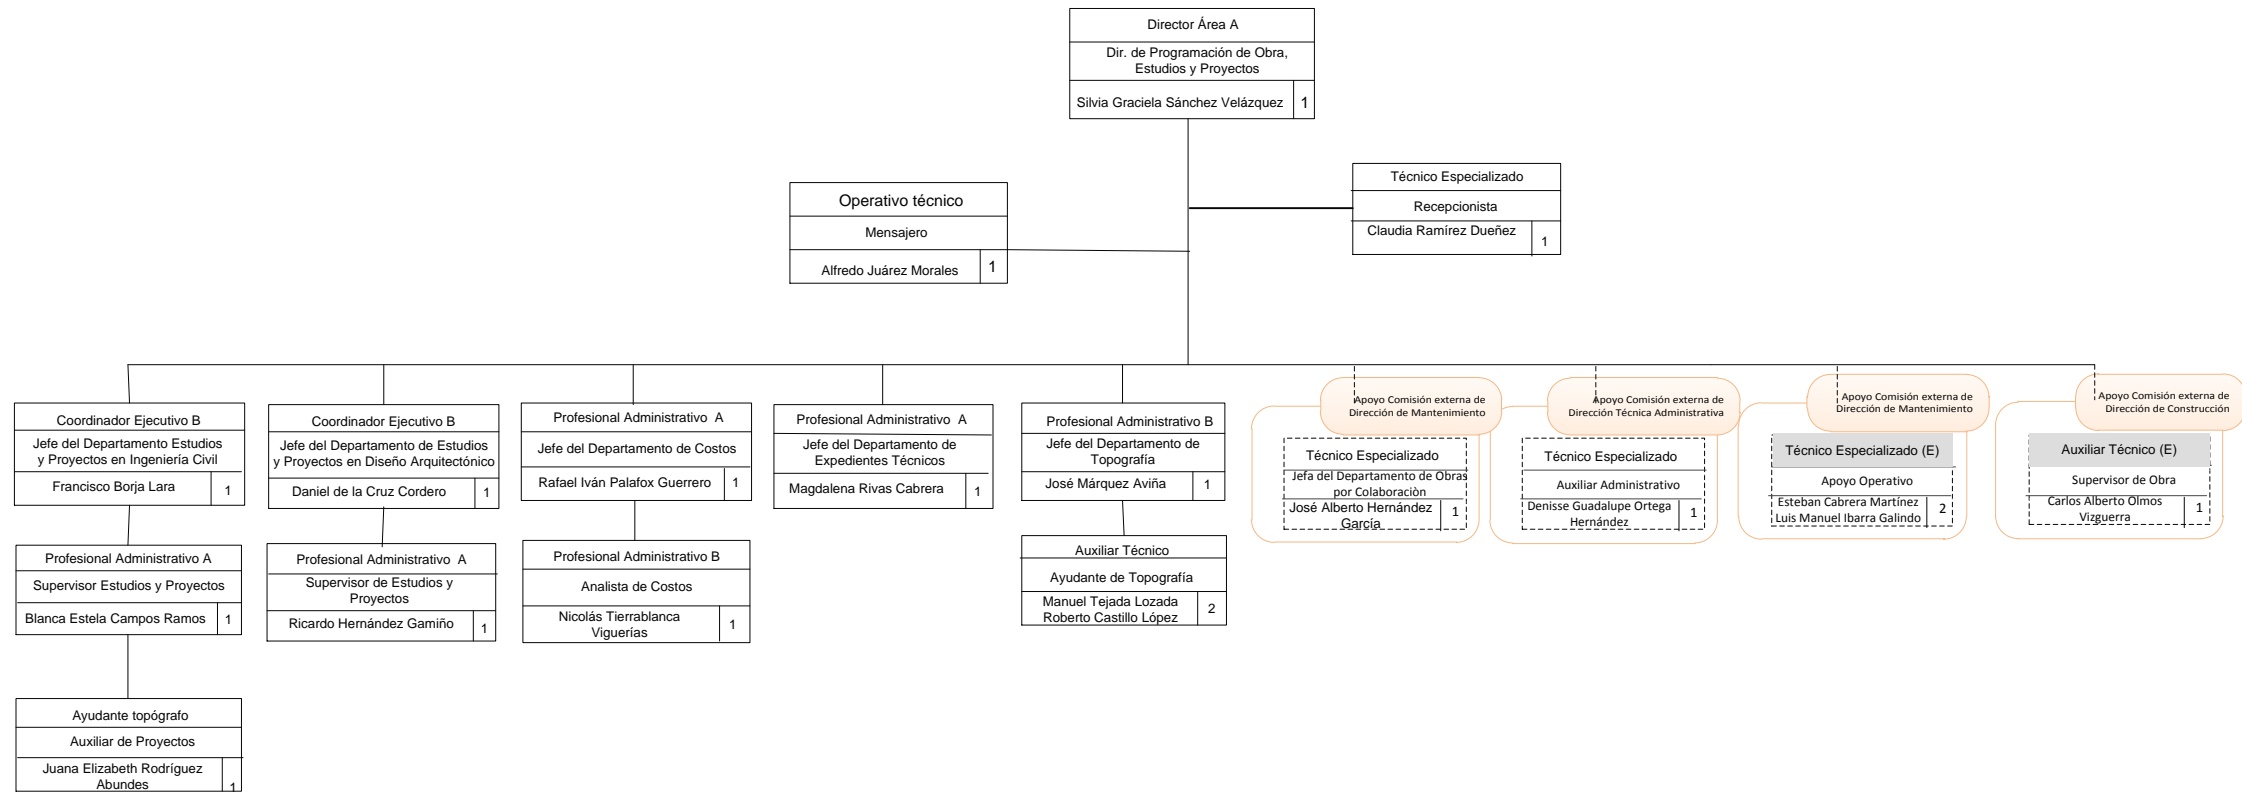 Director Área A
Dir. de Programación de Obra,
Estudios y Proyectos
Silvia Graciela Sánchez Velázquez 1
Técnico Especializado
Recepcionista
Claudia Ramírez Dueñez 1
Operativo técnico
Mensajero
Alfredo Juárez Morales 1
Coordinador Ejecutivo B
Jefe del Departamento Estudios
y Proyectos en Ingeniería Civil
Francisco Borja Lara 1
Profesional Administrativo A
Supervisor Estudios y Proyectos
Blanca Estela Campos Ramos 1
Ayudante topógrafo
Auxiliar de Proyectos
Juana Elizabeth Rodríguez
Abundes 1
Coordinador Ejecutivo B
Jefe del Departamento de Estudios
y Proyectos en Diseño Arquitectónico
Daniel de la Cruz Cordero 1
Profesional Administrativo A
Supervisor de Estudios y
Proyectos
Ricardo Hernández Gamiño 1
Profesional Administrativo A
Jefe del Departamento de Costos
Rafael Iván Palafox Guerrero 1
Profesional Administrativo B
Analista de Costos
Nicolás Tierrablanca
Viguerías 1
Profesional Administrativo A
Jefe del Departamento de
Expedientes Técnicos
Magdalena Rivas Cabrera 1
Profesional Administrativo B
Jefe del Departamento de
Topografía
José Márquez Aviña 1
Auxiliar Técnico
Ayudante de Topografía
Manuel Tejada Lozada
Roberto Castillo López 2
Apoyo Comisión externa de
Dirección de Mantenimiento
Técnico Especializado
Jefa del Departamento de Obras
por Colaboraciòn
José Alberto Hernández
García 1
Apoyo Comisión externa de
Dirección Técnica Administrativa
Técnico Especializado
Auxiliar Administrativo
Denisse Guadalupe Ortega
Hernández 1
Apoyo Comisión externa de
Dirección de Mantenimiento
Técnico Especializado (E)
Apoyo Operativo
Esteban Cabrera Martínez
Luis Manuel Ibarra Galindo 2
Apoyo Comisión externa de
Dirección de Construcción
Auxiliar Técnico (E)
Supervisor de Obra
Carlos Alberto Olmos
Vizguerra 1